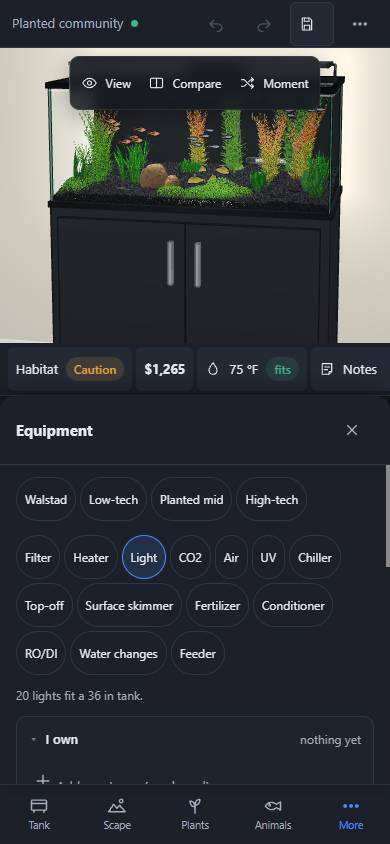 Planted community
View Compare Moment
Habitat Caution $1,265 75 °F fits Notes
Equipment
Walstad Low-tech Planted mid High-tech
Filter Heater Light CO2 Air UV Chiller
Top-off Surface skimmer Fertilizer Conditioner
RO/DI Water changes Feeder
20 lights fit a 36 in tank.
I own nothing yet
Tank Scape Plants Animals More